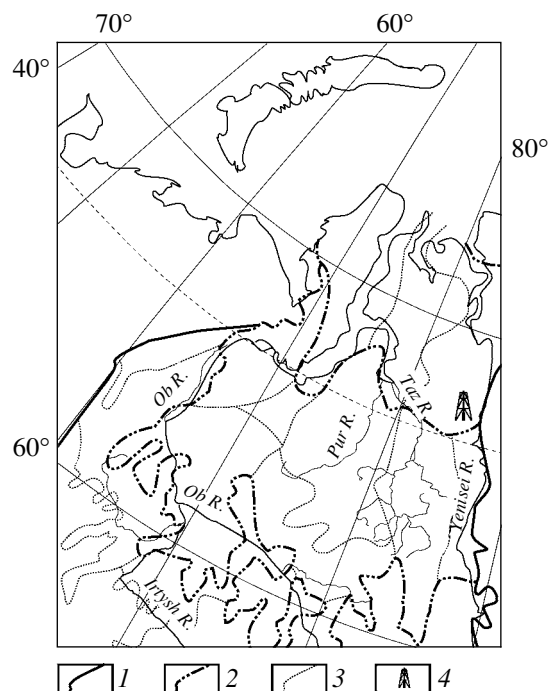 70° 60°
40°
80°
Ob R.
Taz R
Pur R.
60°
Ob R.
Yenisei R.
Irtysh R.
1 2 3 4